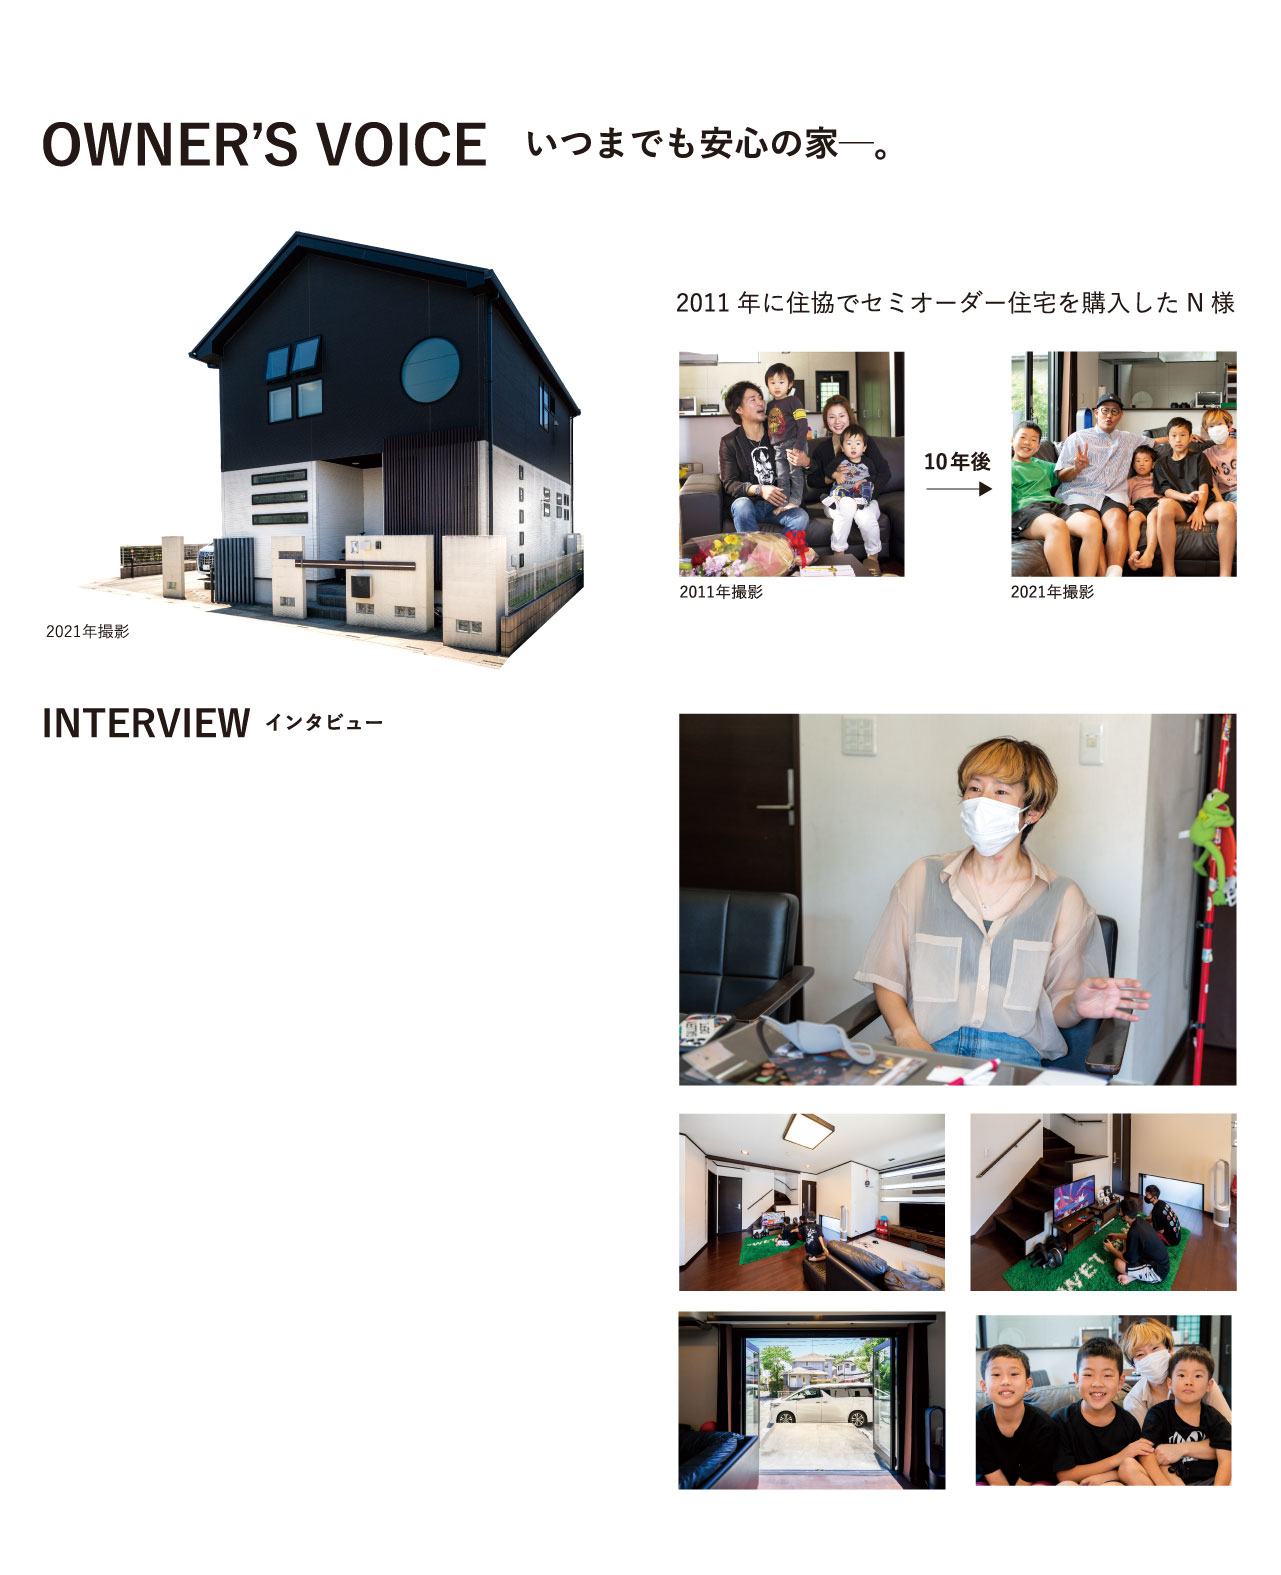 OWNER’S VOICE いつまでも安心の家―。
2011 年に住協でセミオーダー住宅を購入した N 様
10年後
2011年撮影
2021年撮影
2021年撮影
INTERVIEW インタビュー
WET